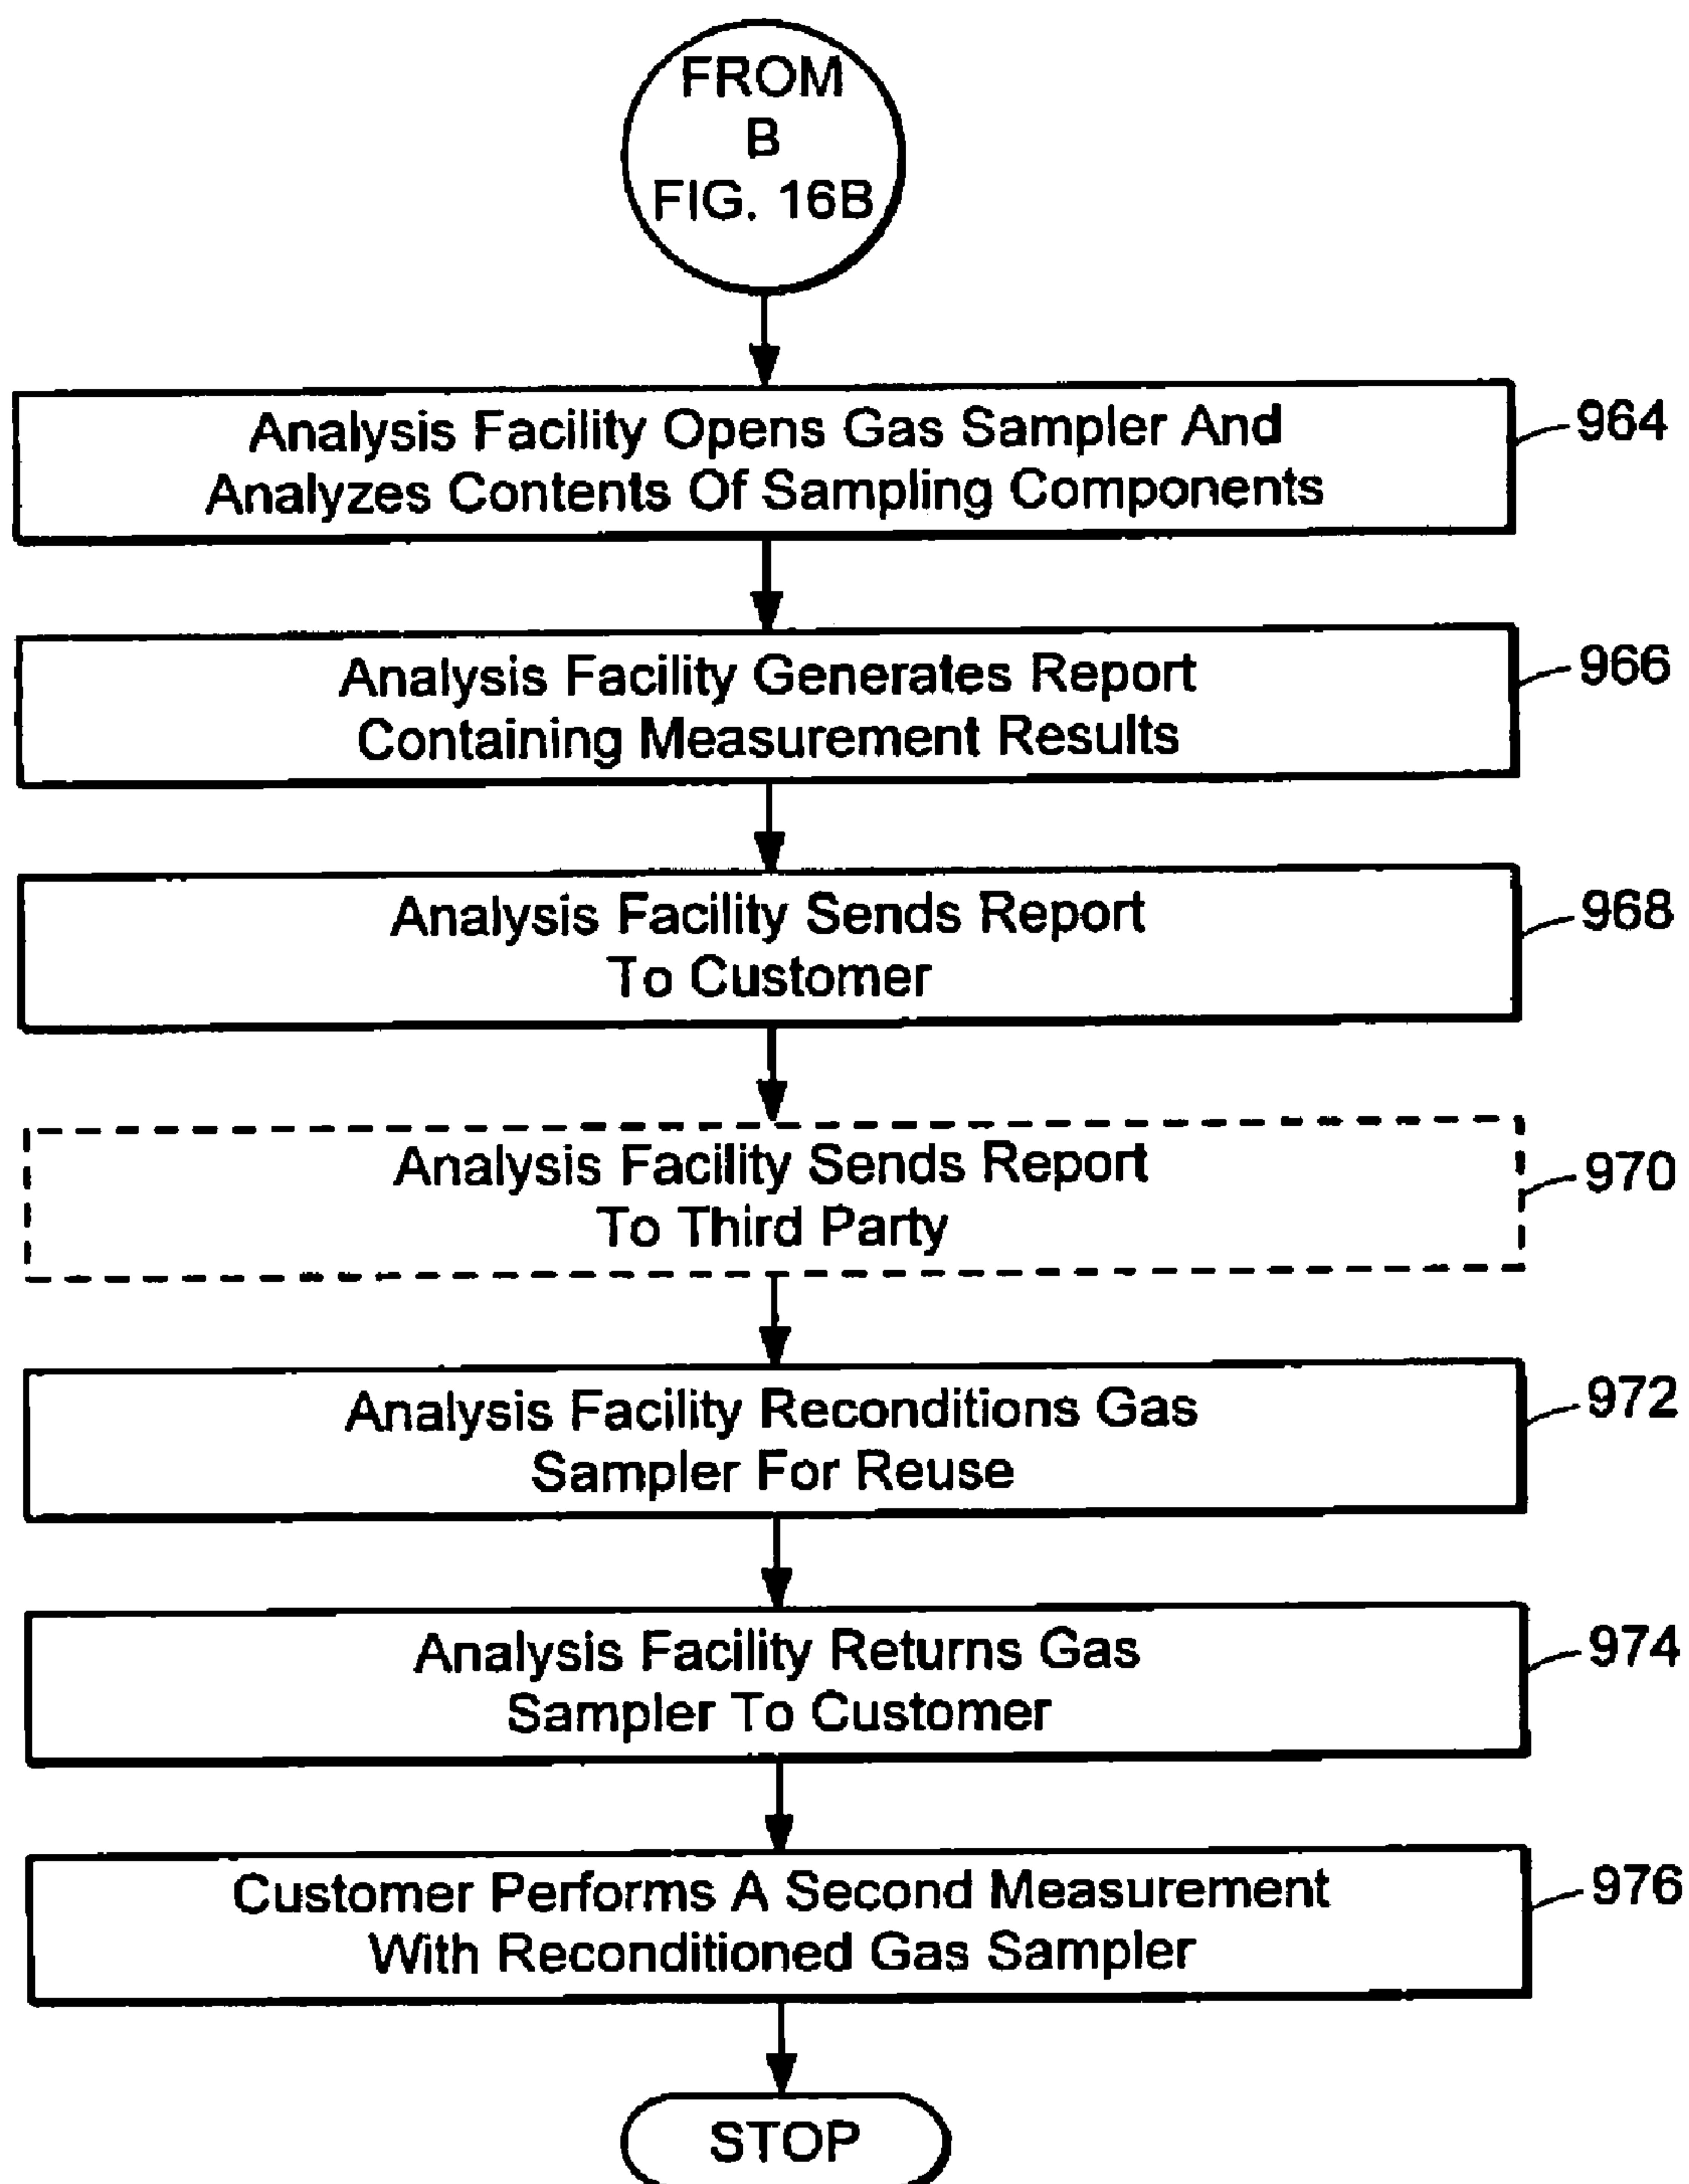 FROM
B
FIG. 16B
Analysis Facility Opens Gas Sampler And
Analyzes Contents Of Sampling Components
964
Analysis Facility Generates Report
Containing Measurement Results
966
Analysis Facility Sends Report
To Customer
968
Analysis Facility Sends Report
To Third Party
970
Analysis Facility Reconditions Gas
Sampler For Reuse
972
Analysis Facility Returns Gas
Sampler To Customer
974
Customer Performs A Second Measurement
With Reconditioned Gas Sampler
976
STOP